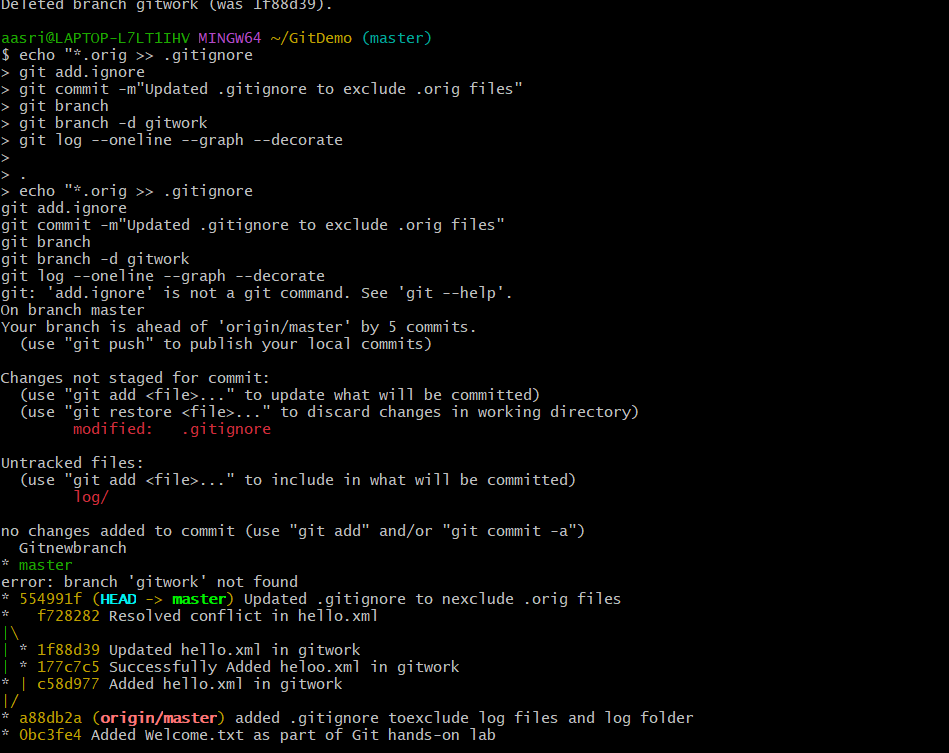 Deleted branch gitwork (was 1f88d39).
aasri@LAPTOP-L7LT1IHV MINGW64 ~/GitDemo (master)
$ echo "*.orig >> .gitignore
> git add.ignore
> git commit -m"Updated .gitignore to exclude .orig files"
> git branch
> git branch -d gitwork
> git log --oneline --graph --decorate
>
> .
> echo "*.orig >> .gitignore
git add.ignore
git commit -m"Updated .gitignore to exclude .orig files"
git branch
git branch -d gitwork
git log --oneline --graph --decorate
git: 'add.ignore' is not a git command. See 'git --help'.
On branch master
Your branch is ahead of 'origin/master' by 5 commits.
  (use "git push" to publish your local commits)
Changes not staged for commit:
  (use "git add <file>..." to update what will be committed)
  (use "git restore <file>..." to discard changes in working directory)
        modified:   .gitignore
Untracked files:
  (use "git add <file>..." to include in what will be committed)
        log/
no changes added to commit (use "git add" and/or "git commit -a")
  Gitnewbranch
* master
error: branch 'gitwork' not found
* 554991f (HEAD -> master) Updated .gitignore to nexclude .orig files
*   f728282 Resolved conflict in hello.xml
|\
| * 1f88d39 Updated hello.xml in gitwork
| * 177c7c5 Successfully Added heloo.xml in gitwork
* | c58d977 Added hello.xml in gitwork
|/
* a88db2a (origin/master) added .gitignore toexclude log files and log folder
* 0bc3fe4 Added Welcome.txt as part of Git hands-on lab